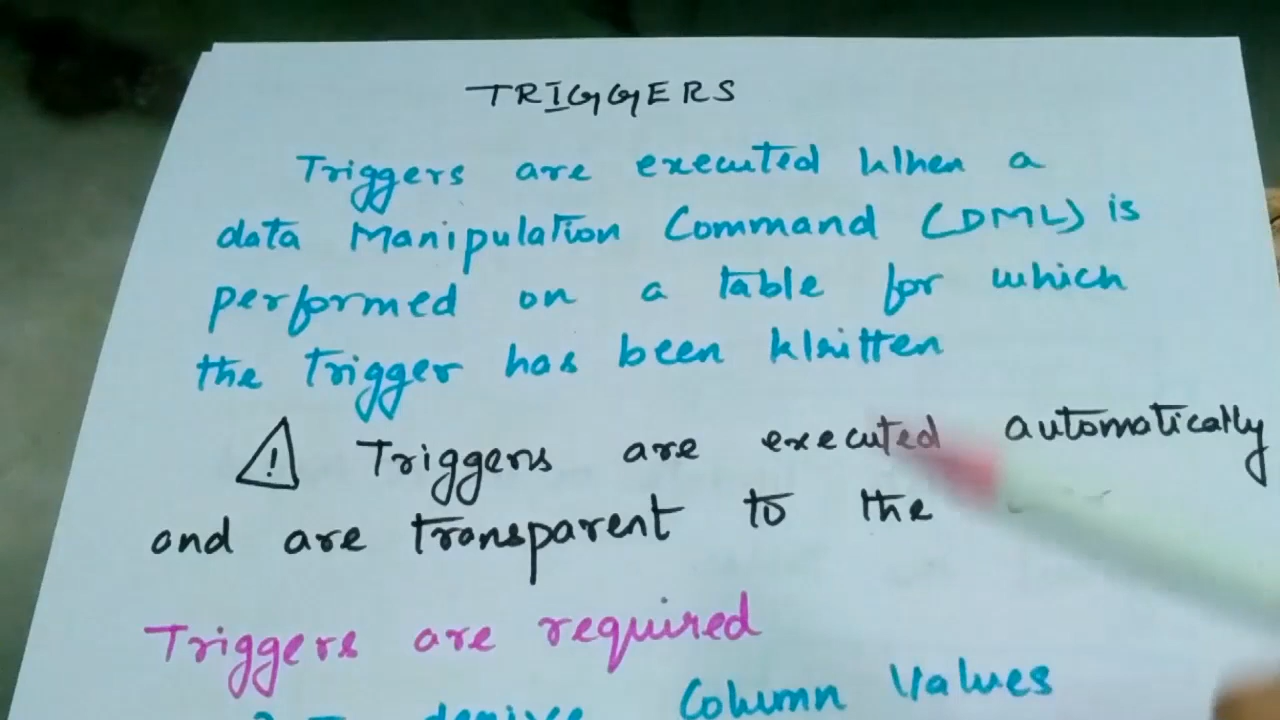 TRIGGERS
Triggers are executed When a
data Manipulation Command (DML) is
performed on a table for which
the Trigger has been Written
Triggers are executed automatically
and are transparent to the
Triggers are required
Column Values